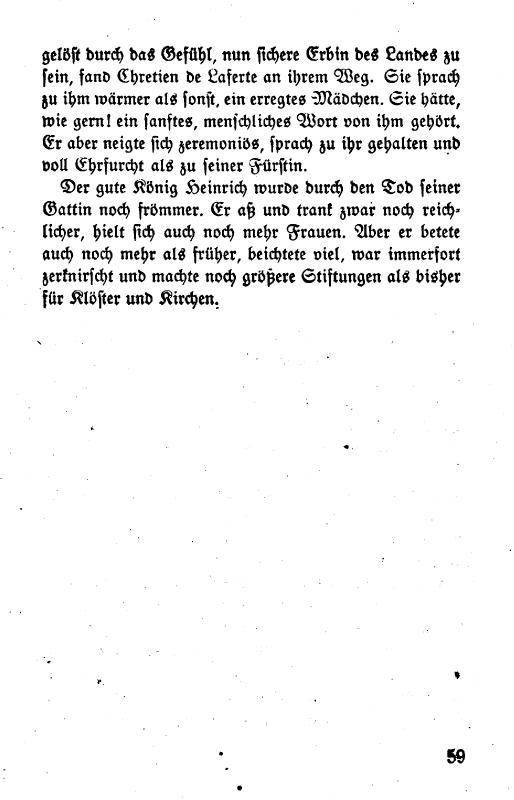 gelöst durch das Gefühl, nun sichere Erbin des Landes zu
sein, fand Chretien de Laferte an ihrem Weg. Sie sprach
zu ihm wärmer als sonst, ein erregtes Mädchen. Sie hätte,
wie gern! ein sanftes, menschliches Wort von ihm gehört.
Er aber neigte sich zeremoniös, sprach zu ihr gehalten und
voll Ehrfurcht als zu seiner Fürstin.
Der gute König Heinrich wurde durch den Tod seiner
Gattin noch frömmer. Er aß und trank zwar noch reich-
licher, hielt sich auch noch mehr Frauen. Aber er betete
auch noch mehr als früher, beichtete viel, war immerfort
zerknirscht und machte noch größere Stiftungen als bisher
für Klöster und Kirchen.
59